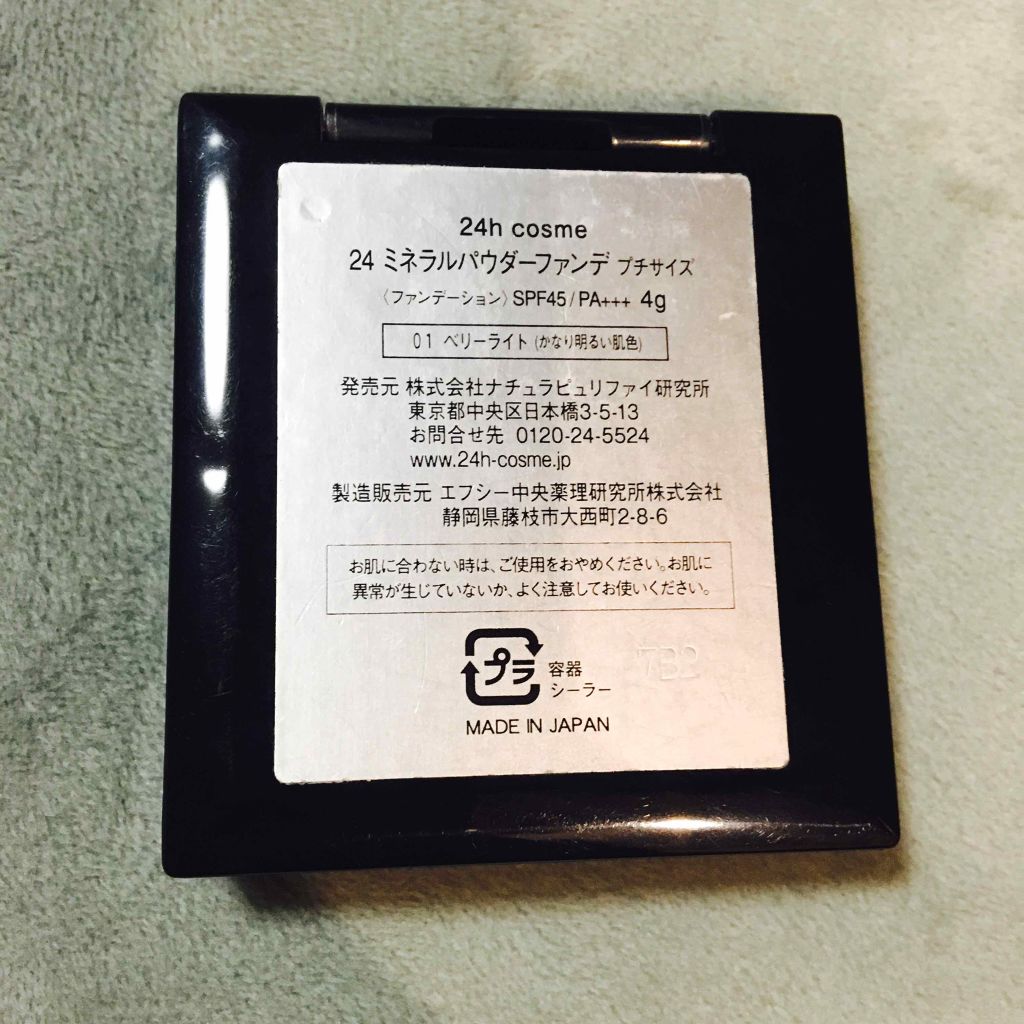 24h cosme
24 ミネラルパウダーファンデ プチサイズ
〈ファンデーション〉SPF45/PA+++ 4g
01 ベリーライト (かなり明るい肌色)
発売元 株式会社ナチュラピュリファイ研究所
東京都中央区日本橋3-5-13
お問合せ先 0120-24-5524
www.24h-cosme.jp
製造販売元 エフシー中央薬理研究所株式会社
静岡県藤枝市大西町2-8-6
お肌に合わない時は、ご使用をおやめください。お肌に
異常が生じていないか、よく注意してお使いください。
プラ 容器
シーラー
7B2
MADE IN JAPAN